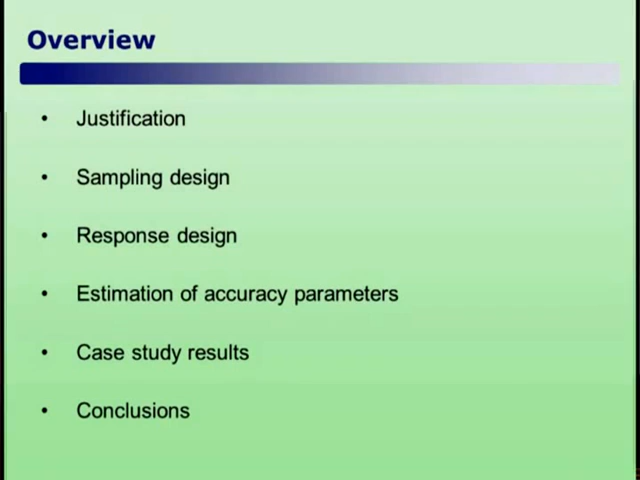 Overview
• Justification
• Sampling design
• Response design
• Estimation of accuracy parameters
• Case study results
• Conclusions